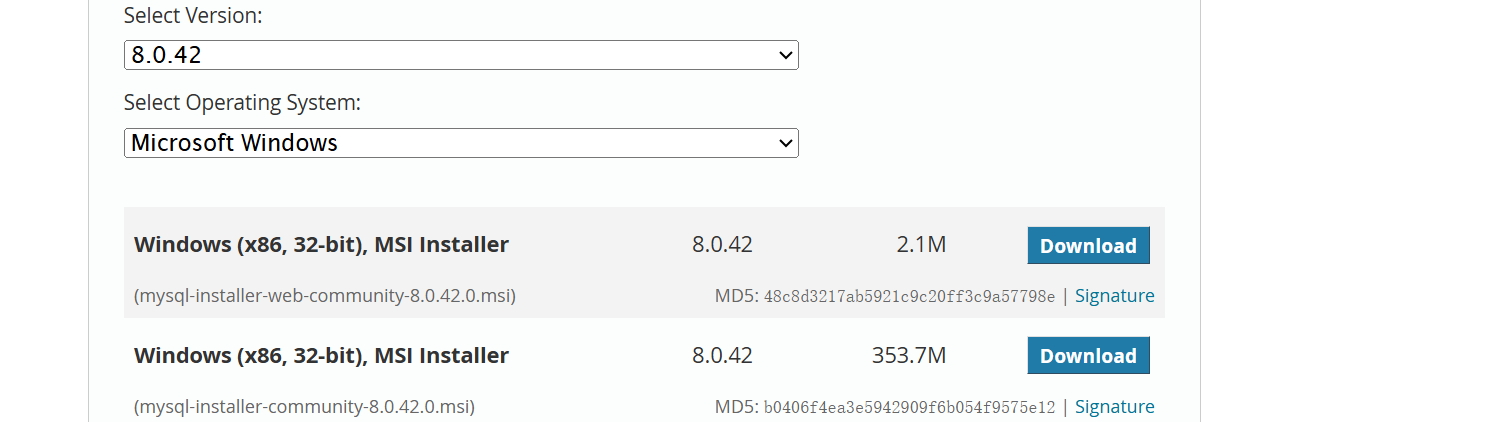 Select Version:
8.0.42
Select Operating System:
Microsoft Windows
Windows (x86, 32-bit), MSI Installer 8.0.42 2.1M Download
(mysql-installer-web-community-8.0.42.0.msi) MD5: 48c8d3217ab5921c9c20ff3c9a57798e | Signature
Windows (x86, 32-bit), MSI Installer 8.0.42 353.7M Download
(mysql-installer-community-8.0.42.0.msi) MD5: b0406f4ea3e5942909f6b054f9575e12 | Signature